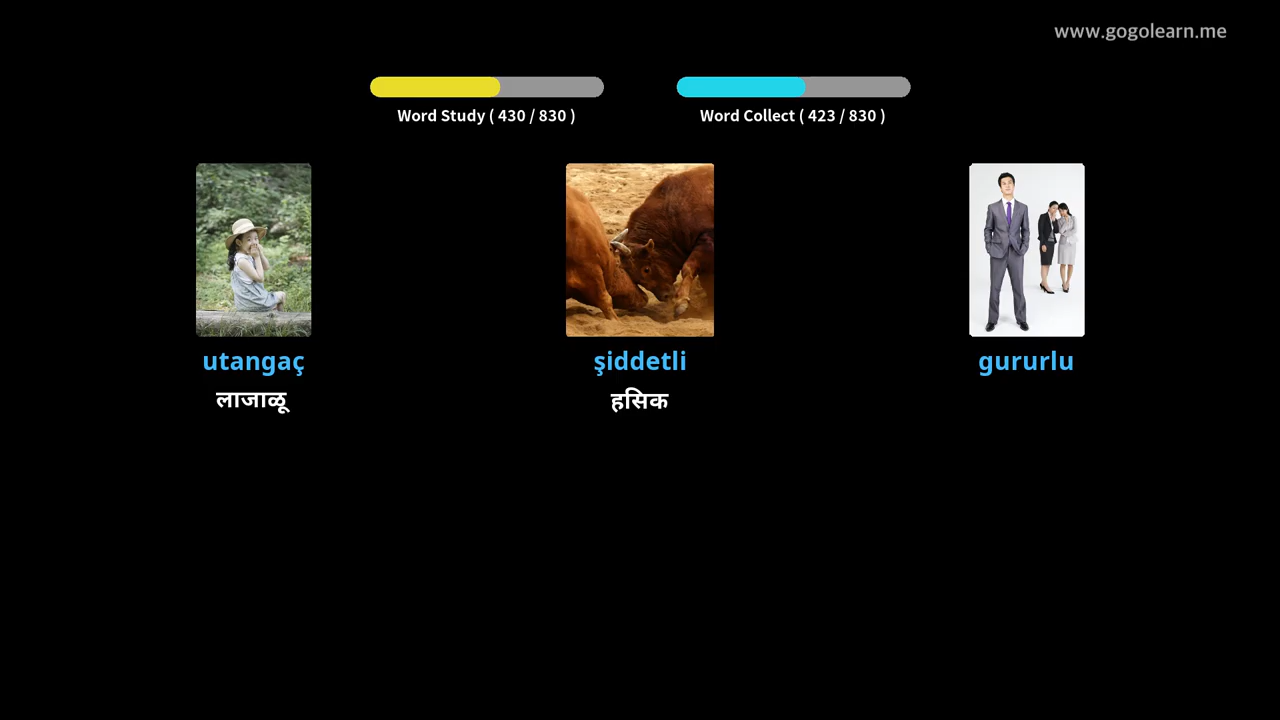 www.gogolearn.me
Word Study ( 430 / 830 )
Word Collect ( 423 / 830 )
utangaç
şiddetli
gururlu
लाजाळू
हसिक